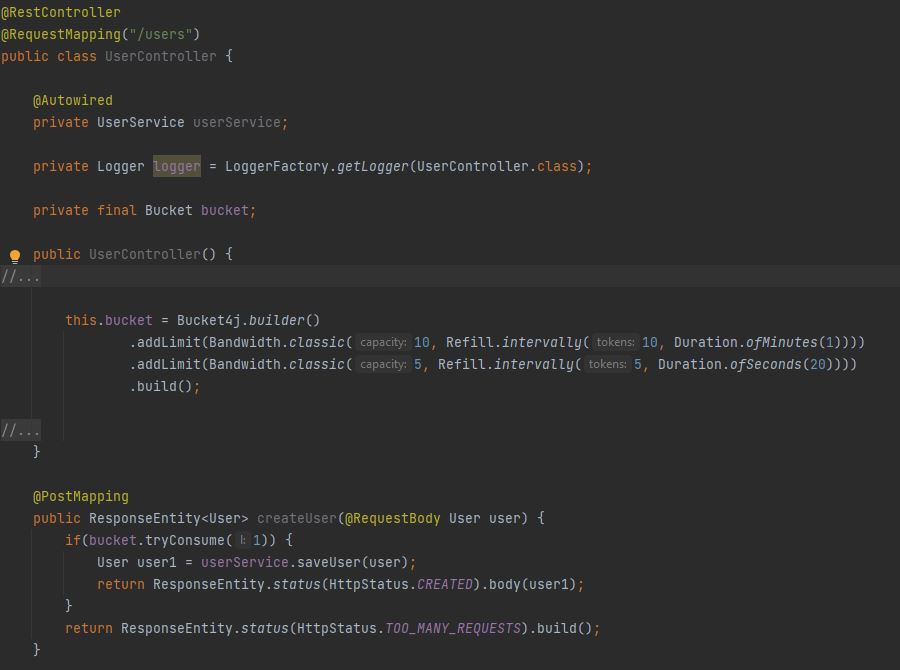 @RestController
@RequestMapping("/users")
public class UserController {
@Autowired
private UserService userService;
private Logger logger = LoggerFactory.getLogger(UserController.class);
private final Bucket bucket;
public UserController() {
//...
this.bucket = Bucket4j.builder()
.addLimit(Bandwidth.classic( capacity: 10, Refill.intervally( tokens: 10, Duration.ofMinutes(1))))
.addLimit(Bandwidth.classic( capacity: 5, Refill.intervally( tokens: 5, Duration.ofSeconds(20))))
.build();
//...
}
@PostMapping
public ResponseEntity<User> createUser(@RequestBody User user) {
if(bucket.tryConsume( l: 1)) {
User user1 = userService.saveUser(user);
return ResponseEntity.status(HttpStatus.CREATED).body(user1);
}
return ResponseEntity.status(HttpStatus.TOO_MANY_REQUESTS).build();
}